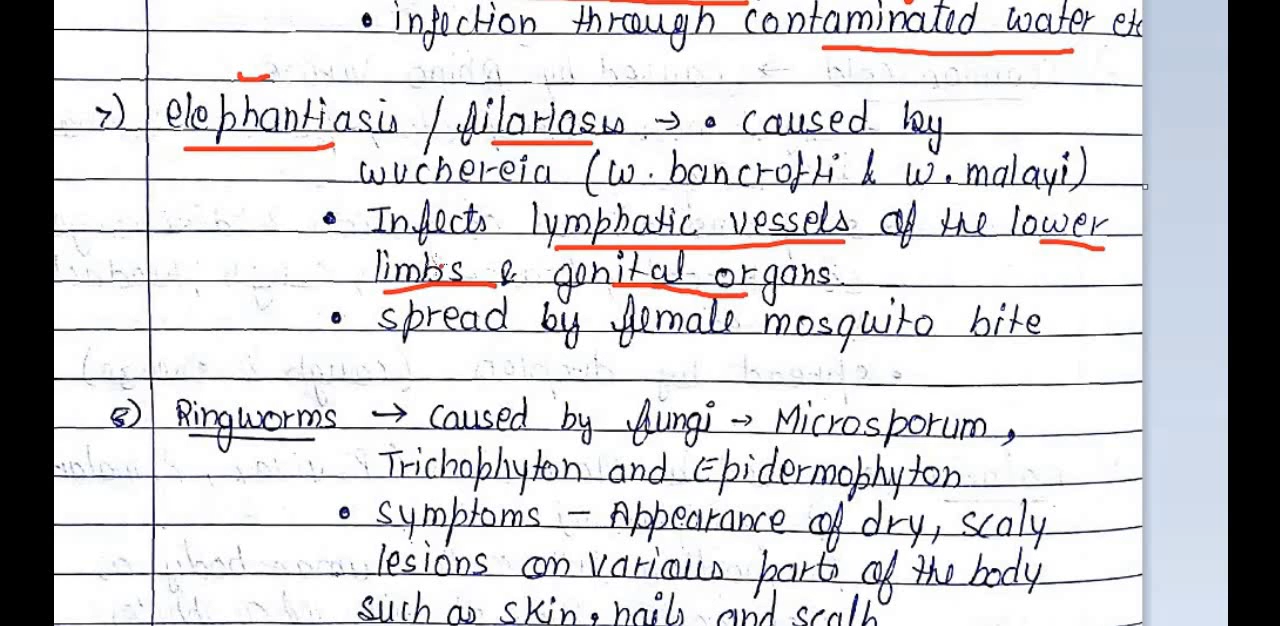 • infection through contaminated water etc
7) elephantiasis / filariasis → • caused by
wuchereia (w. bancrofti & w. malayi)
• Infects lymphatic vessels of the lower
limbs & genital organs.
• spread by female mosquito bite
8) Ringworms → caused by fungi → Microsporum,
Trichophyton and Epidermophyton
• symptoms – Appearance of dry, scaly
lesions on various parts of the body
such as skin, nails and scalp